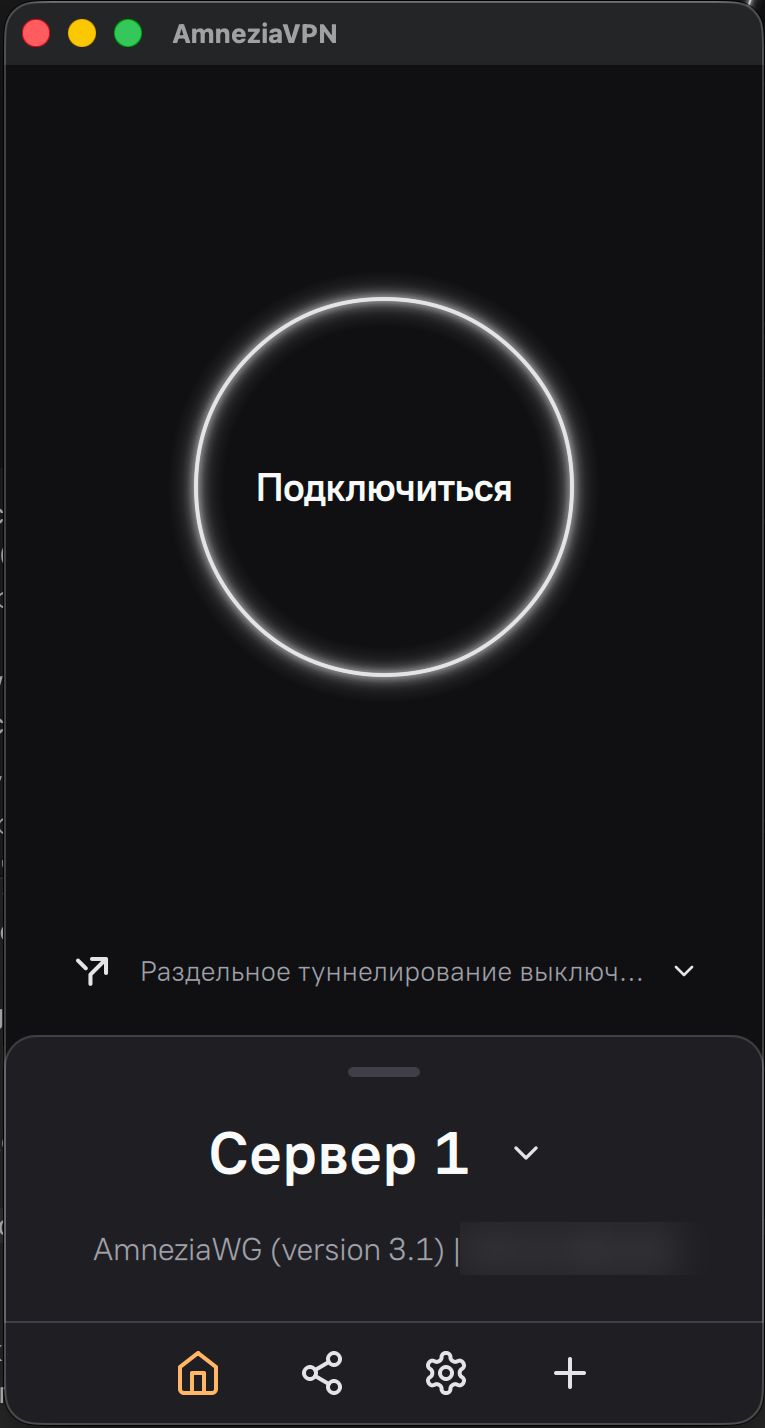 AmneziaVPN
Подключиться
Раздельное туннелирование выключ...
Сервер 1
AmneziaWG (version 3.1) |